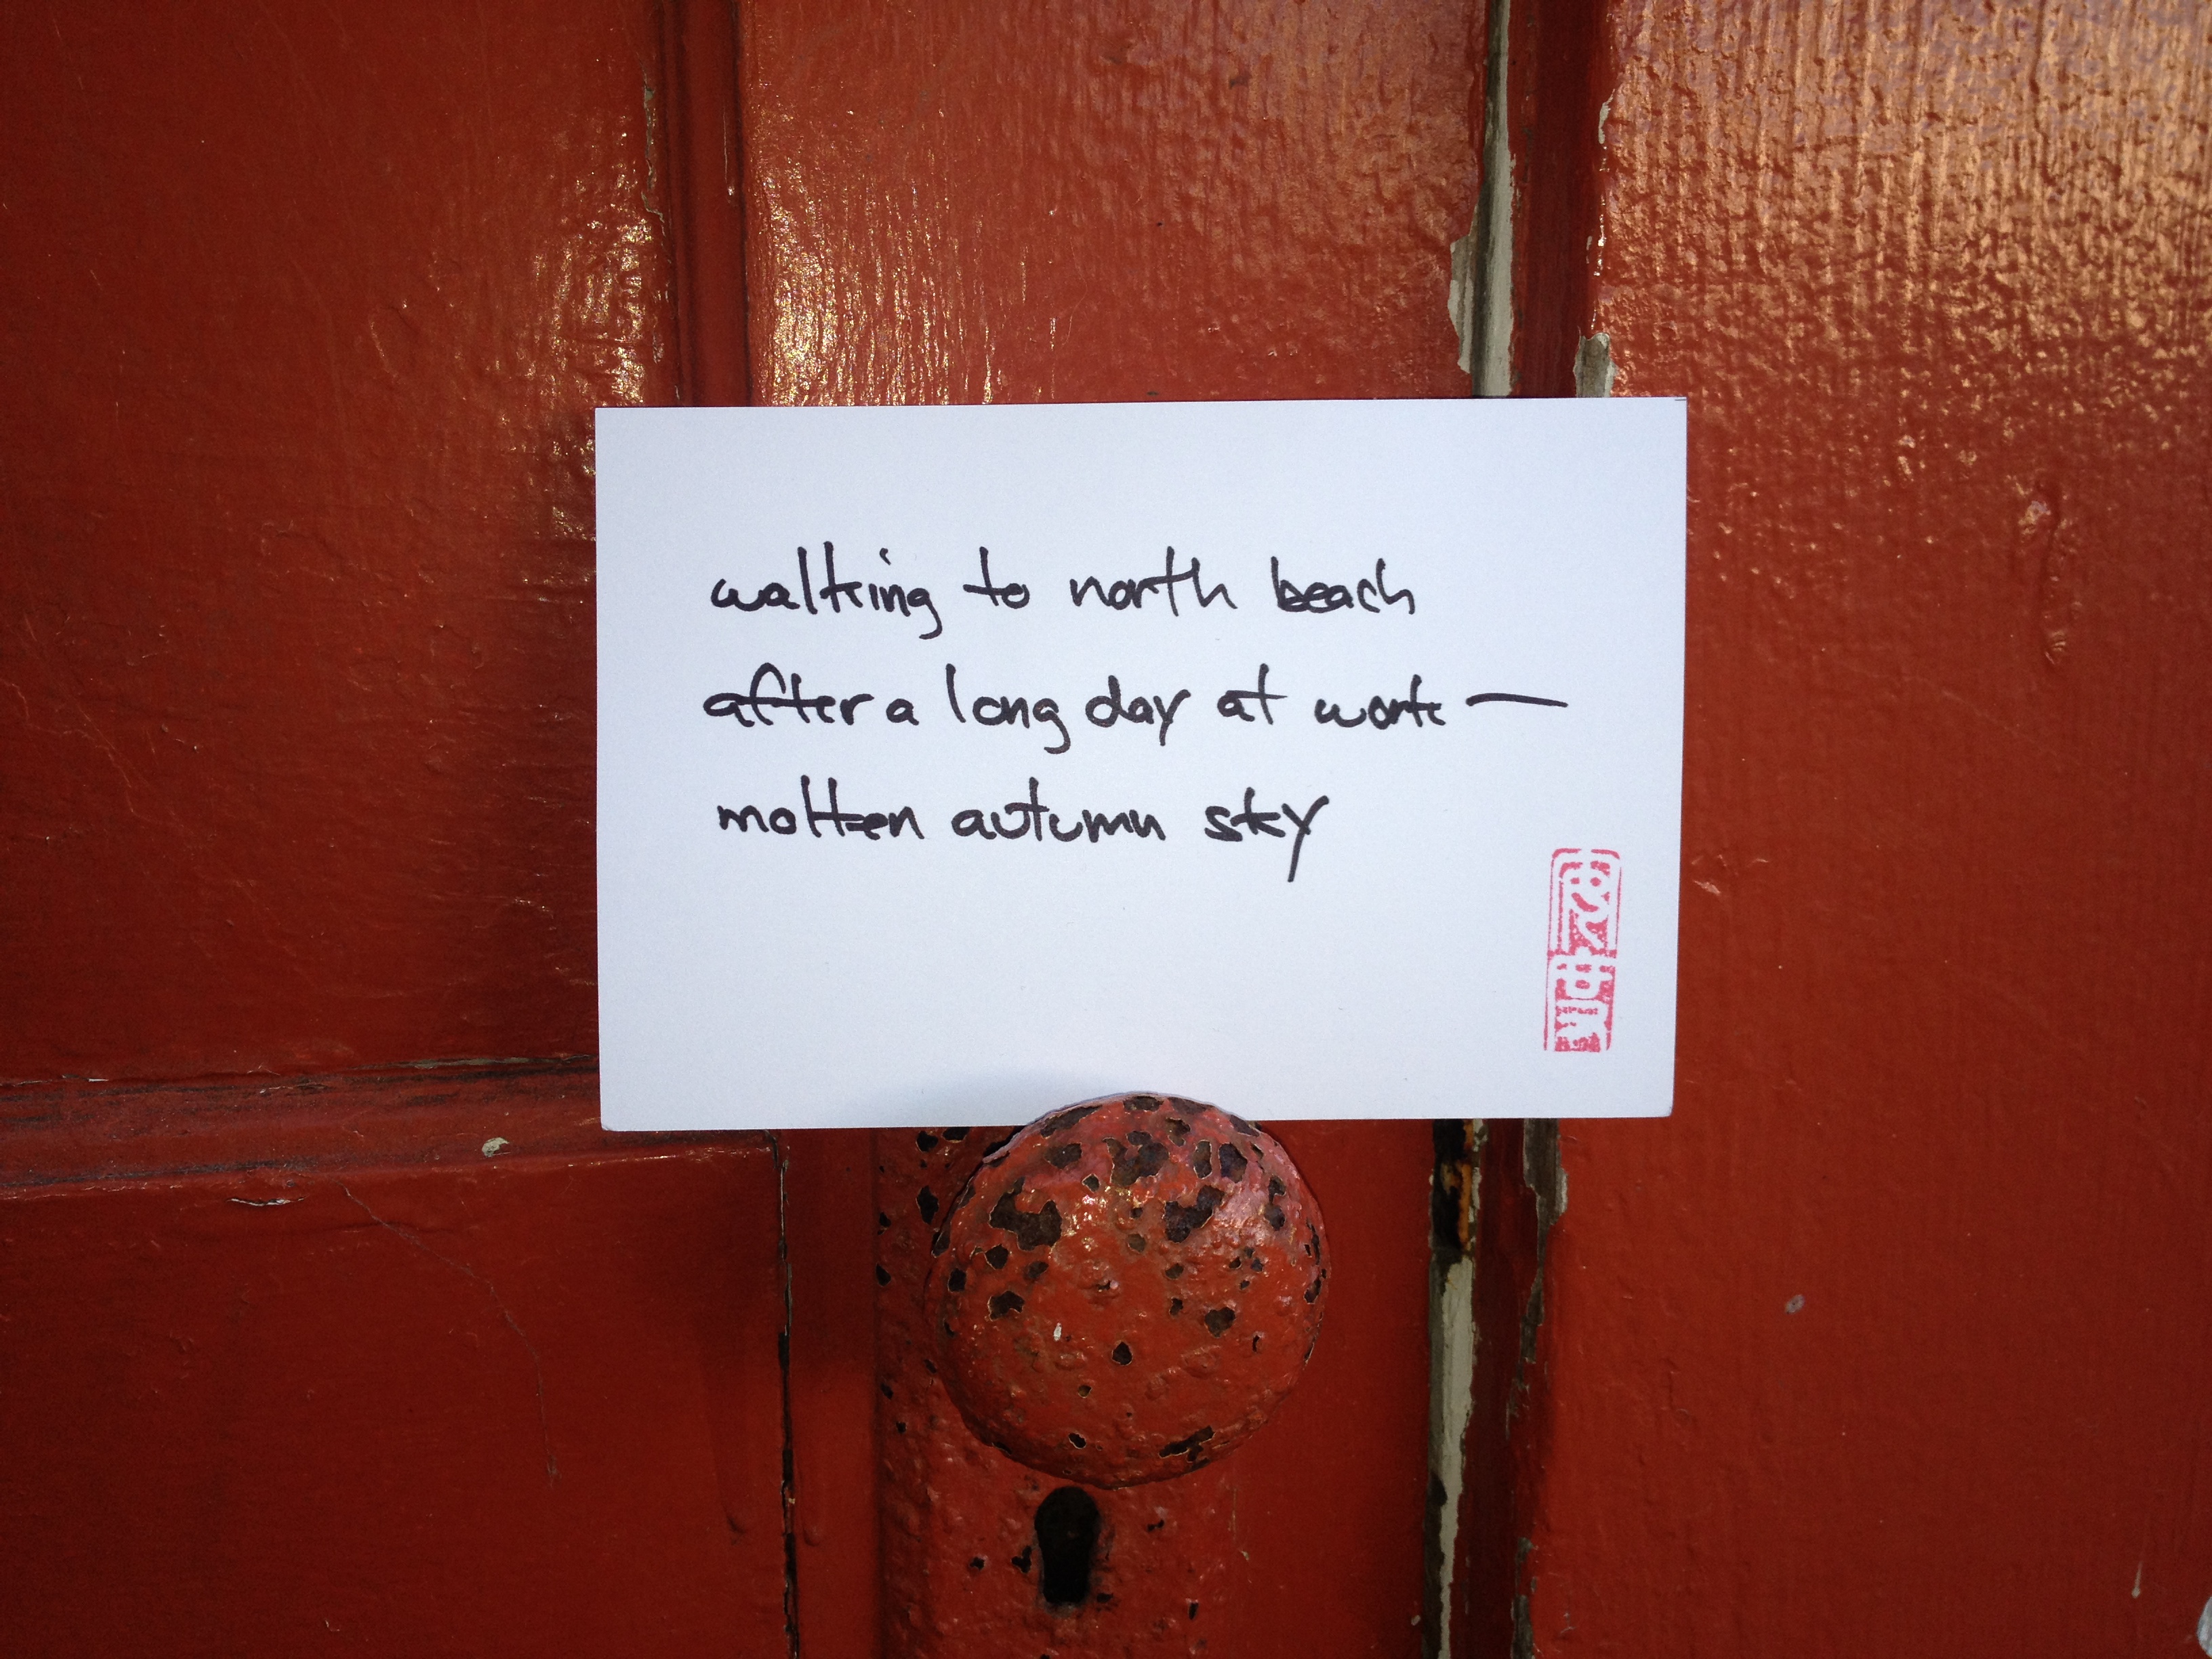 walking to north beach
after a long day at work —
molten autumn sky